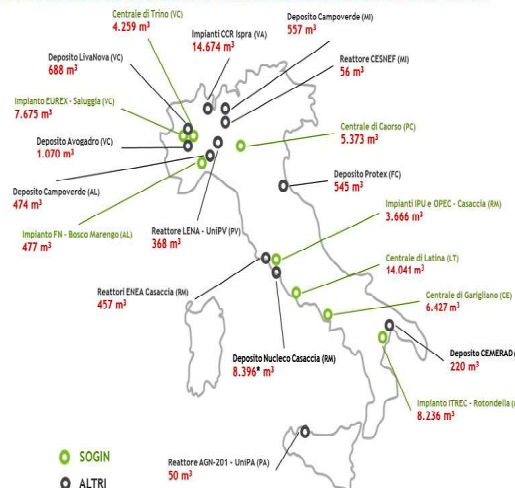 Centrale di Trino (VC)
4.259 m³
Impianti CCR Ispra (VA)
14.674 m³
Deposito Campoverde (MI)
557 m³
Deposito LivaNova (VC)
688 m³
Reattore CESNEF (MI)
56 m³
Impianto EUREX - Saluggia (VC)
7.675 m³
Centrale di Caorso (PC)
5.373 m³
Deposito Avogadro (VC)
1.070 m³
Deposito Protex (FC)
545 m³
Deposito Campoverde (AL)
474 m³
Impianti IPU e OPEC - Casaccia (RM)
3.666 m³
Impianto FN - Bosco Marengo (AL)
477 m³
Reattore LENA - UniPV (PV)
368 m³
Centrale di Latina (LT)
14.041 m³
Reattori ENEA Casaccia (RM)
457 m³
Centrale di Garigliano (CE)
6.427 m³
Deposito Nucleco Casaccia (RM)
8.396* m³
Deposito CEMERAD
220 m³
Impianto ITREC - Rotondella
8.236 m³
SOGIN
ALTRI
Reattore AGN-201 - UniPA (PA)
50 m³